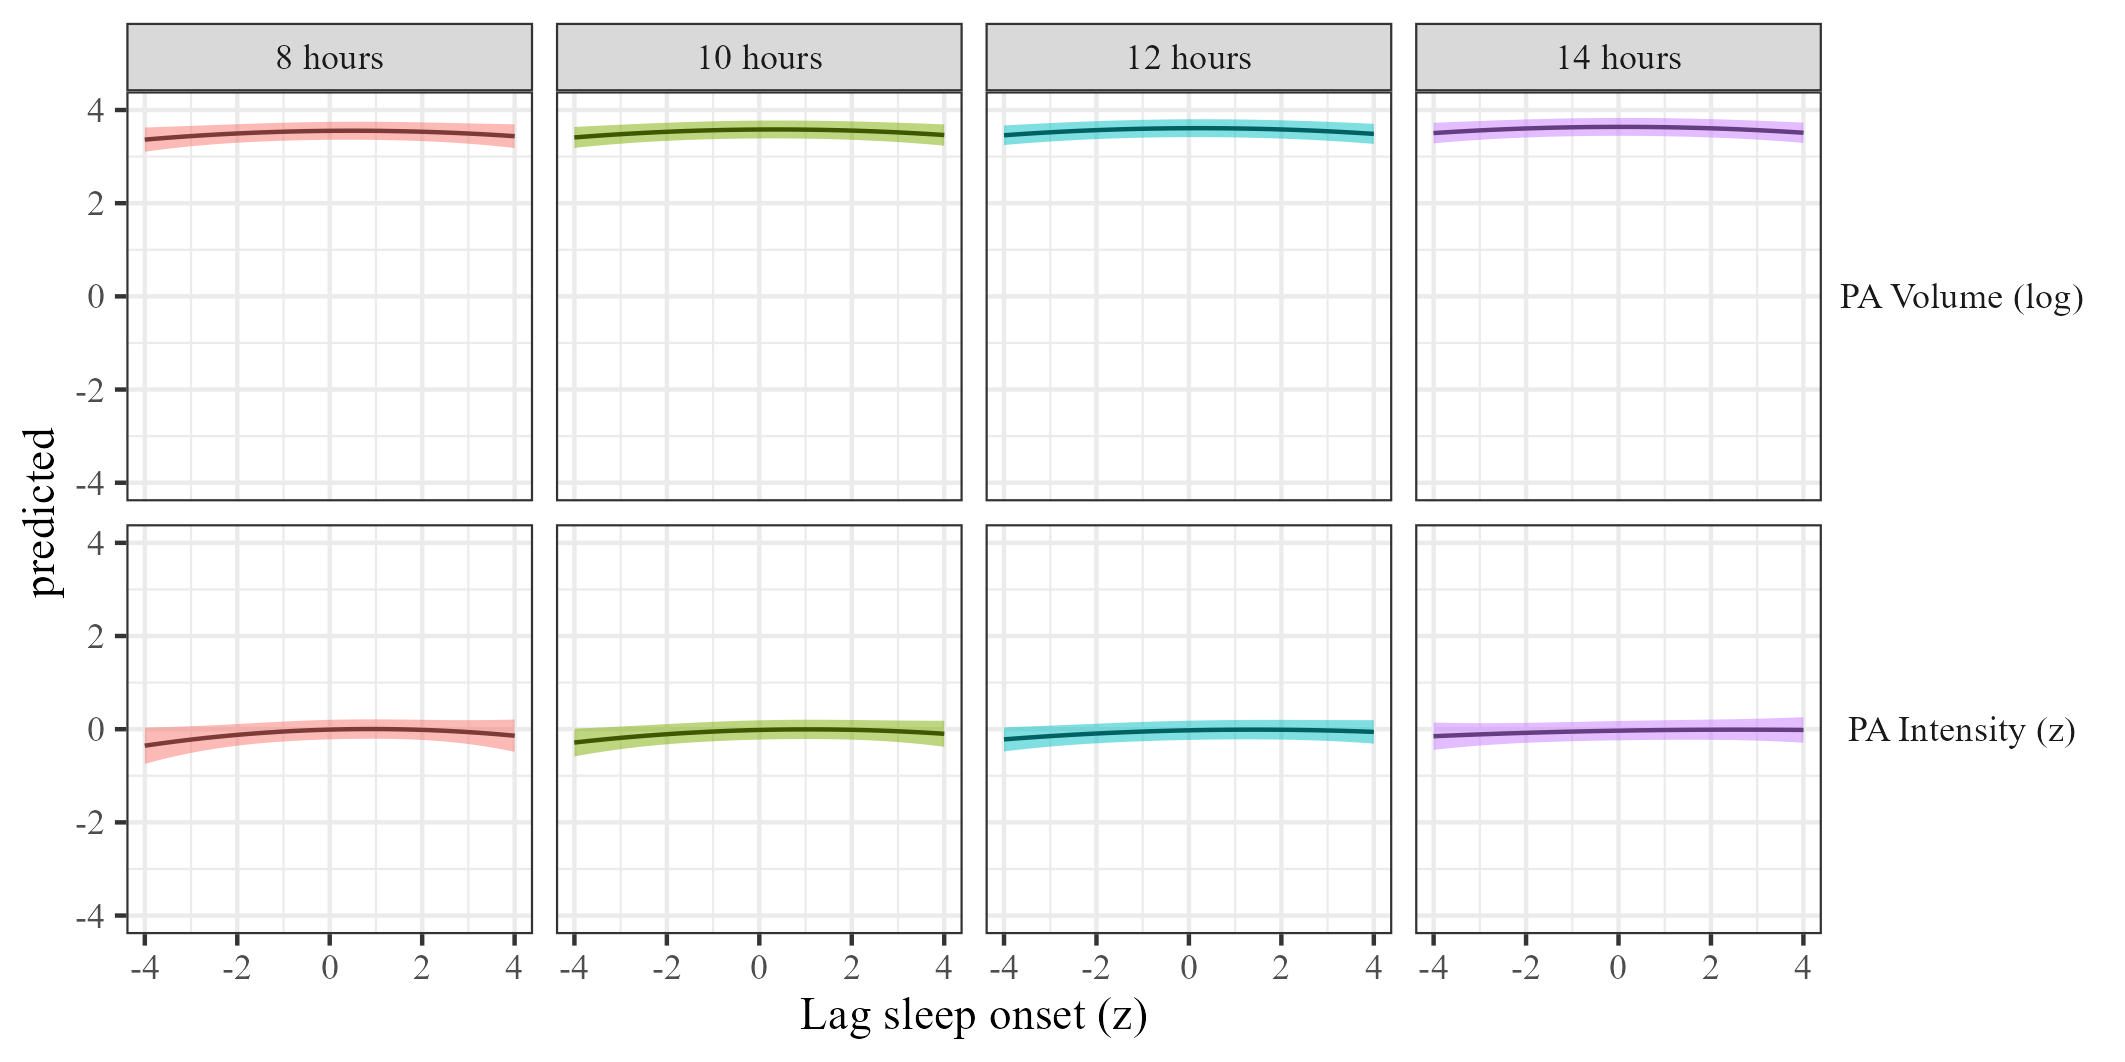 8 hours 10 hours 12 hours 14 hours
4
2
0
-2
-4
PA Volume (log)
predicted
4
2
0
-2
-4
PA Intensity (z)
-4 -2 0 2 4 -4 -2 0 2 4 -4 -2 0 2 4 -4 -2 0 2 4
Lag sleep onset (z)